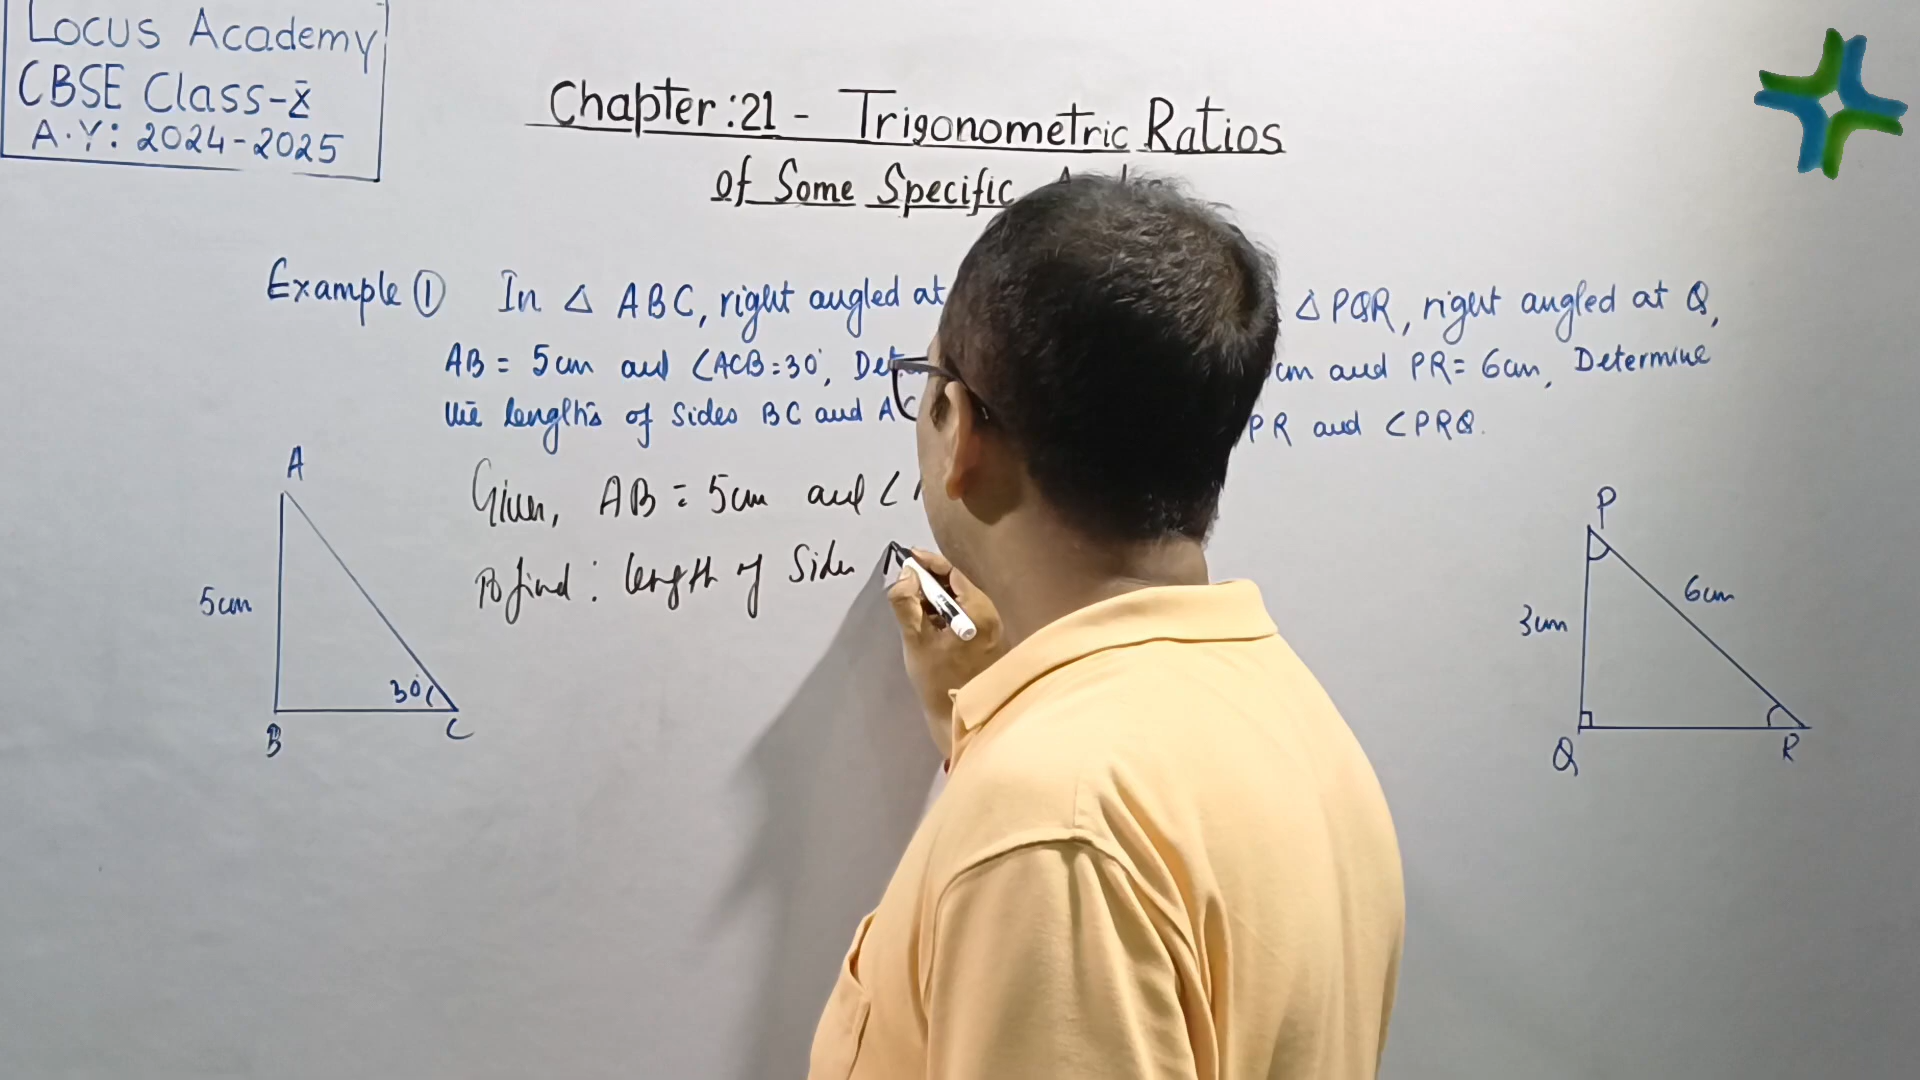 Locus Academy
CBSE Class-X
A.Y: 2024-2025
Chapter:21 - Trigonometric Ratios
Of Some Specific
Example ① In △ ABC, right angled at
AB = 5cm and ∠ACB=30°,
the lengths of sides BC and AC
△ PQR, right angled at Q,
cm and PR= 6cm, Determine
PR and ∠PRQ.
Given, AB = 5cm and ∠
To find: length of Sides
A
5cm
30°
B
C
P
3cm
6cm
Q
R